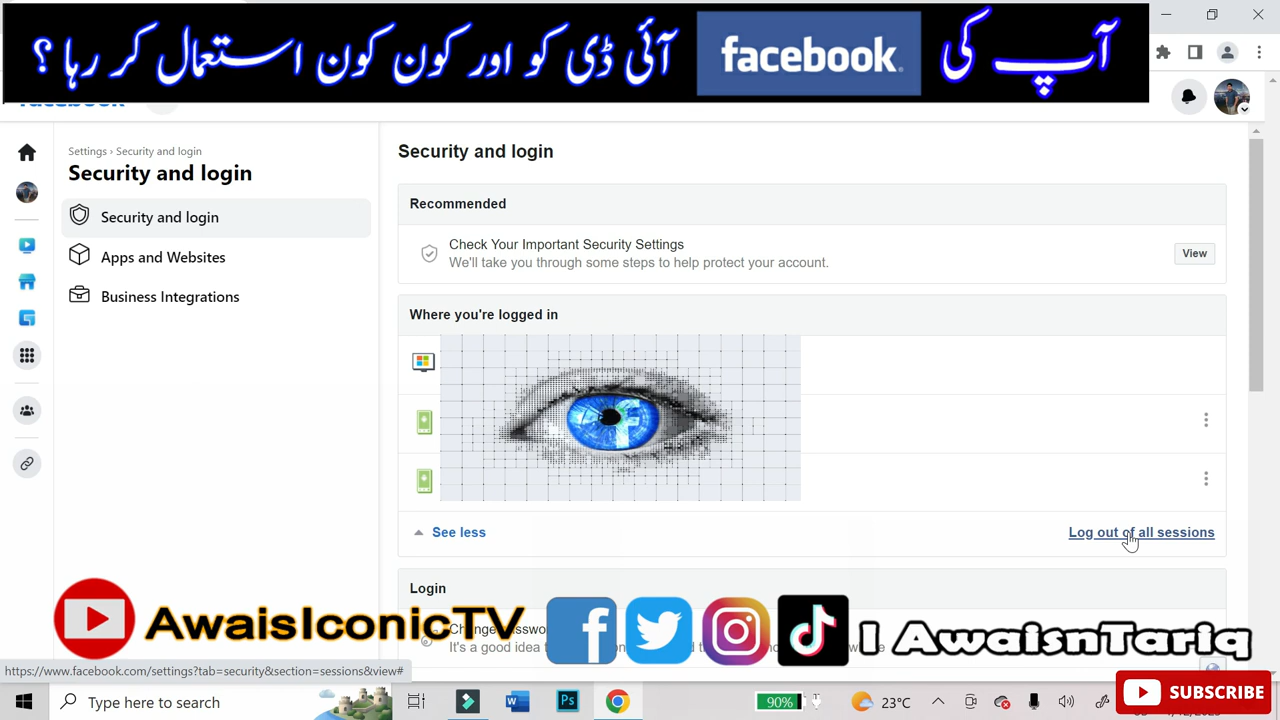 آپ کی facebook. آئی ڈی کو اور کون کون استعمال کر رہا ؟
Settings › Security and login
Security and login
Security and login
Apps and Websites
Business Integrations
Security and login
Recommended
Check Your Important Security Settings
We'll take you through some steps to help protect your account.
View
Where you're logged in
See less
Log out of all sessions
Login
AwaisIconicTV
| AwaisnTariq
https://www.facebook.com/settings?tab=security&section=sessions&view#
Type here to search
90%
23°C
SUBSCRIBE